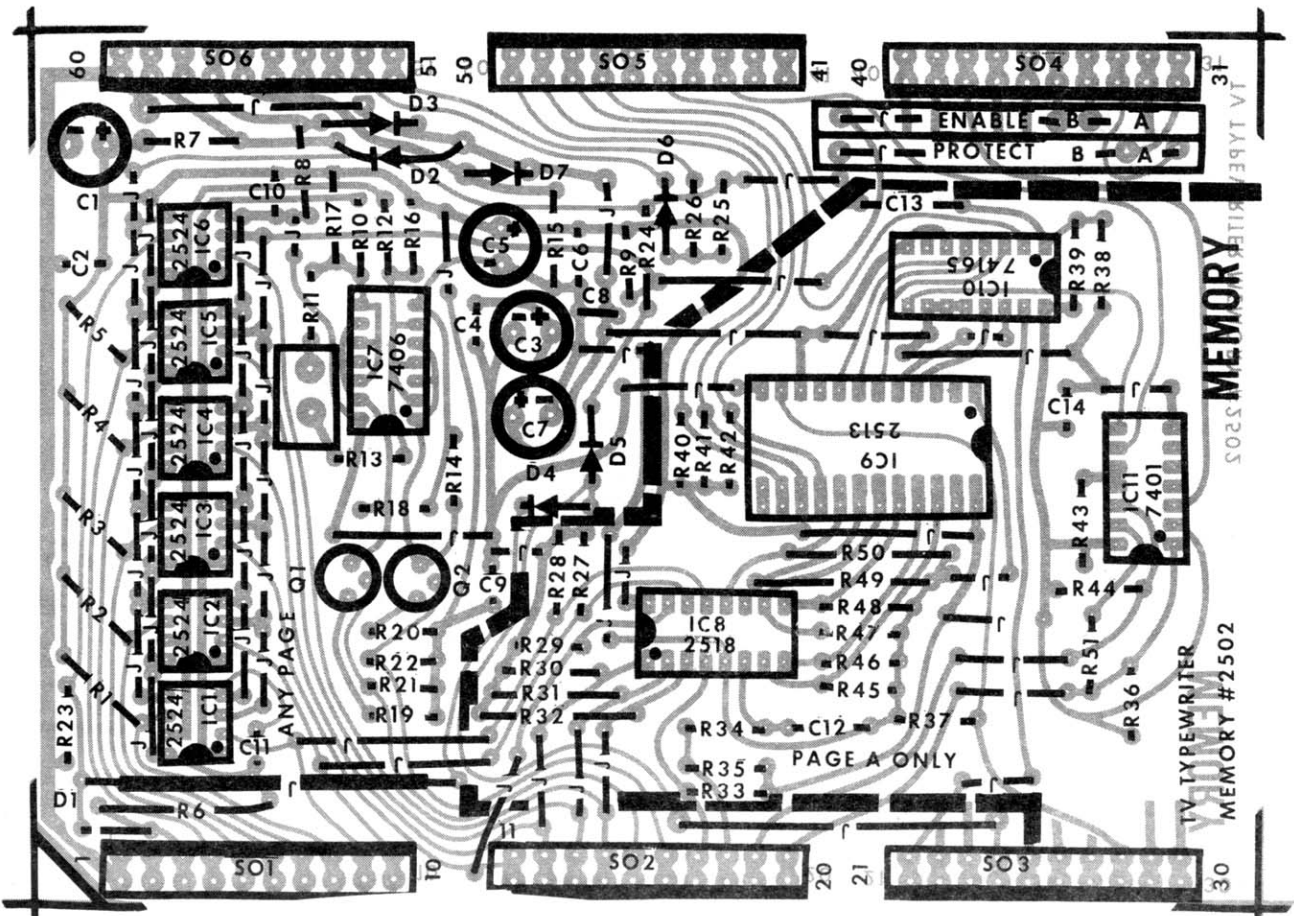 60
SO6
51
50
SO5
41
40
SO4
31
J
D3
R7
J
ENABLE
B
A
J
PROTECT
B
A
C1
R8
D2
D7
D6
J
C10
R17
R10
R12
R16
J
C5
R15
C6
J
R9
R24
R26
R25
C13
C2
2524
IC6
J
R11
C4
C8
J
74165
IC10
R39
R38
MEMORY
TV TYPEWRITER
R5
2524
IC5
IC7
7406
C3
J
J
J
R4
2524
IC4
R13
R14
C7
D5
J
R40
R41
R42
2513
IC9
C14
J
D4
R3
2524
IC3
R18
J
IC11
7401
R43
2502
Q1
Q2
C9
J
R28
R27
J
R50
R49
J
R44
R2
2524
IC2
R20
R29
IC8
2518
R48
R47
J
R22
R30
R46
J
R51
R21
R31
R45
J
R1
2524
IC1
ANY PAGE
R19
R32
R34
C12
R37
R36
R23
C11
J
J
J
J
J
R35
R33
PAGE A ONLY
J
TV TYPEWRITER
MEMORY #2502
D1
R6
J
11
J
1
SO1
10
SO2
20
21
SO3
30